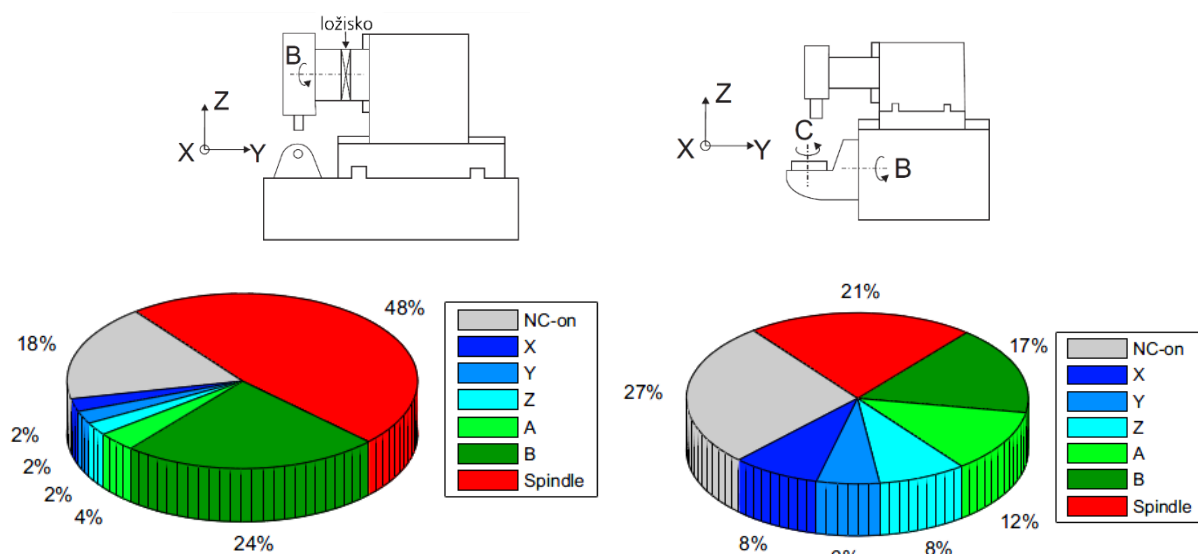 ložisko
B
Z
X
Y
Z
X
Y
C
B
48%
18%
2%
2%
2%
4%
24%
NC-on
X
Y
Z
A
B
Spindle
21%
17%
27%
12%
8%
8%
NC-on
X
Y
Z
A
B
Spindle